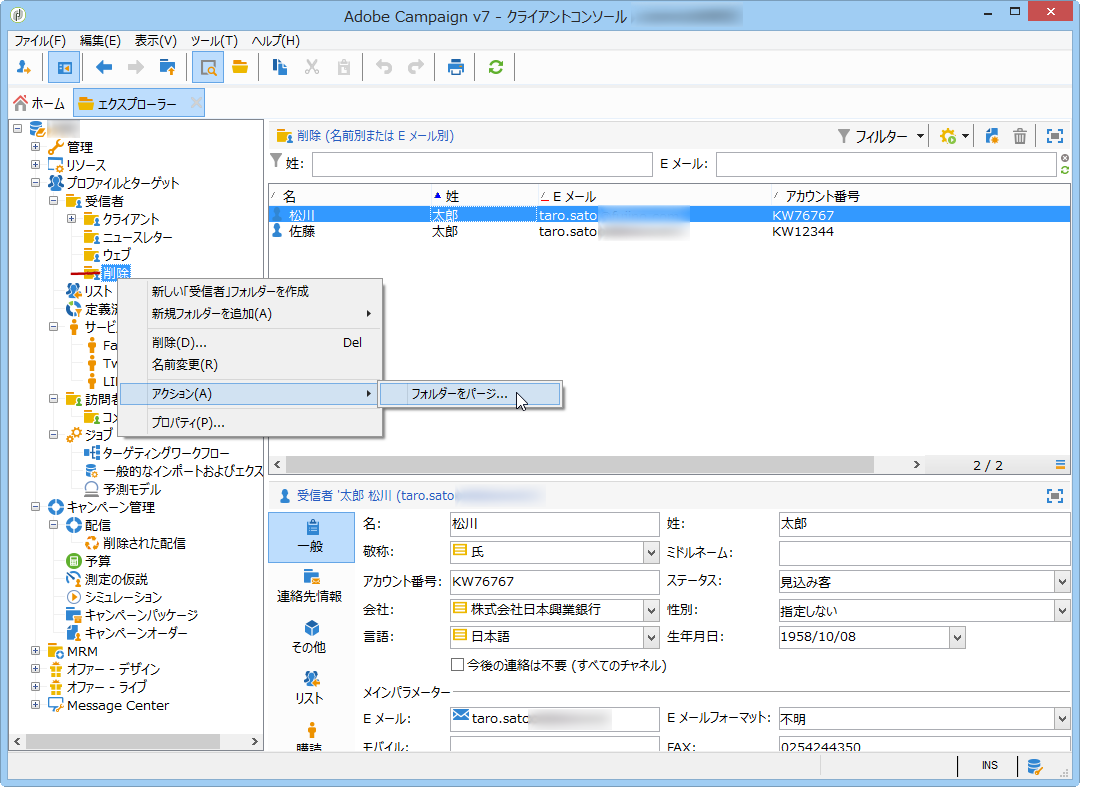 Adobe Campaign v7 - クライアントコンソール
ファイル(F) 編集(E) 表示(V) ツール(T) ヘルプ(H)
ホーム エクスプローラー
管理
リソース
プロファイルとターゲット
受信者
クライアント
ニュースレター
ウェブ
削除
リスト
定義済
サービ
Fa
Tw
LI
訪問者
コメ
ジョブ
ターゲティングワークフロー
一般的なインポートおよびエクス
予測モデル
キャンペーン管理
配信
削除された配信
予算
測定の仮説
シミュレーション
キャンペーンパッケージ
キャンペーンオーダー
MRM
オファー - デザイン
オファー - ライブ
Message Center
新しい「受信者」フォルダーを作成
新規フォルダーを追加(A)
削除(D)... Del
名前変更(R)
アクション(A)
プロパティ(P)...
フォルダーをパージ...
削除 (名前別または E メール別) フィルター
姓: E メール:
名 姓 E メール アカウント番号
松川 太郎 taro.sato KW76767
佐藤 太郎 taro.sato KW12344
2 / 2
受信者 '太郎 松川 (taro.sato
一般
連絡先情報
その他
リスト
購読
名: 松川 姓: 太郎
敬称: 氏 ミドルネーム:
アカウント番号: KW76767 ステータス: 見込み客
会社: 株式会社日本興業銀行 性別: 指定しない
言語: 日本語 生年月日: 1958/10/08
今後の連絡は不要 (すべてのチャネル)
メインパラメーター
E メール: taro.sato E メールフォーマット: 不明
モバイル: FAX: 0254244350
INS